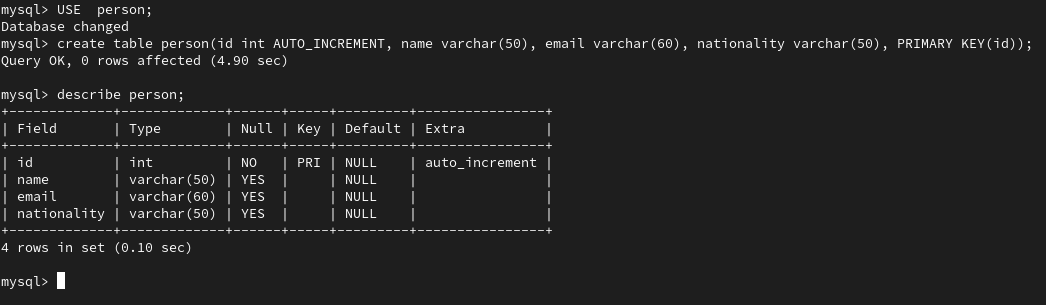 mysql> USE  person;
Database changed
mysql> create table person(id int AUTO_INCREMENT, name varchar(50), email varchar(60), nationality varchar(50), PRIMARY KEY(id));
Query OK, 0 rows affected (4.90 sec)

mysql> describe person;
+-------------+-------------+------+-----+---------+----------------+
| Field       | Type        | Null | Key | Default | Extra          |
+-------------+-------------+------+-----+---------+----------------+
| id          | int         | NO   | PRI | NULL    | auto_increment |
| name        | varchar(50) | YES  |     | NULL    |                |
| email       | varchar(60) | YES  |     | NULL    |                |
| nationality | varchar(50) | YES  |     | NULL    |                |
+-------------+-------------+------+-----+---------+----------------+
4 rows in set (0.10 sec)

mysql>